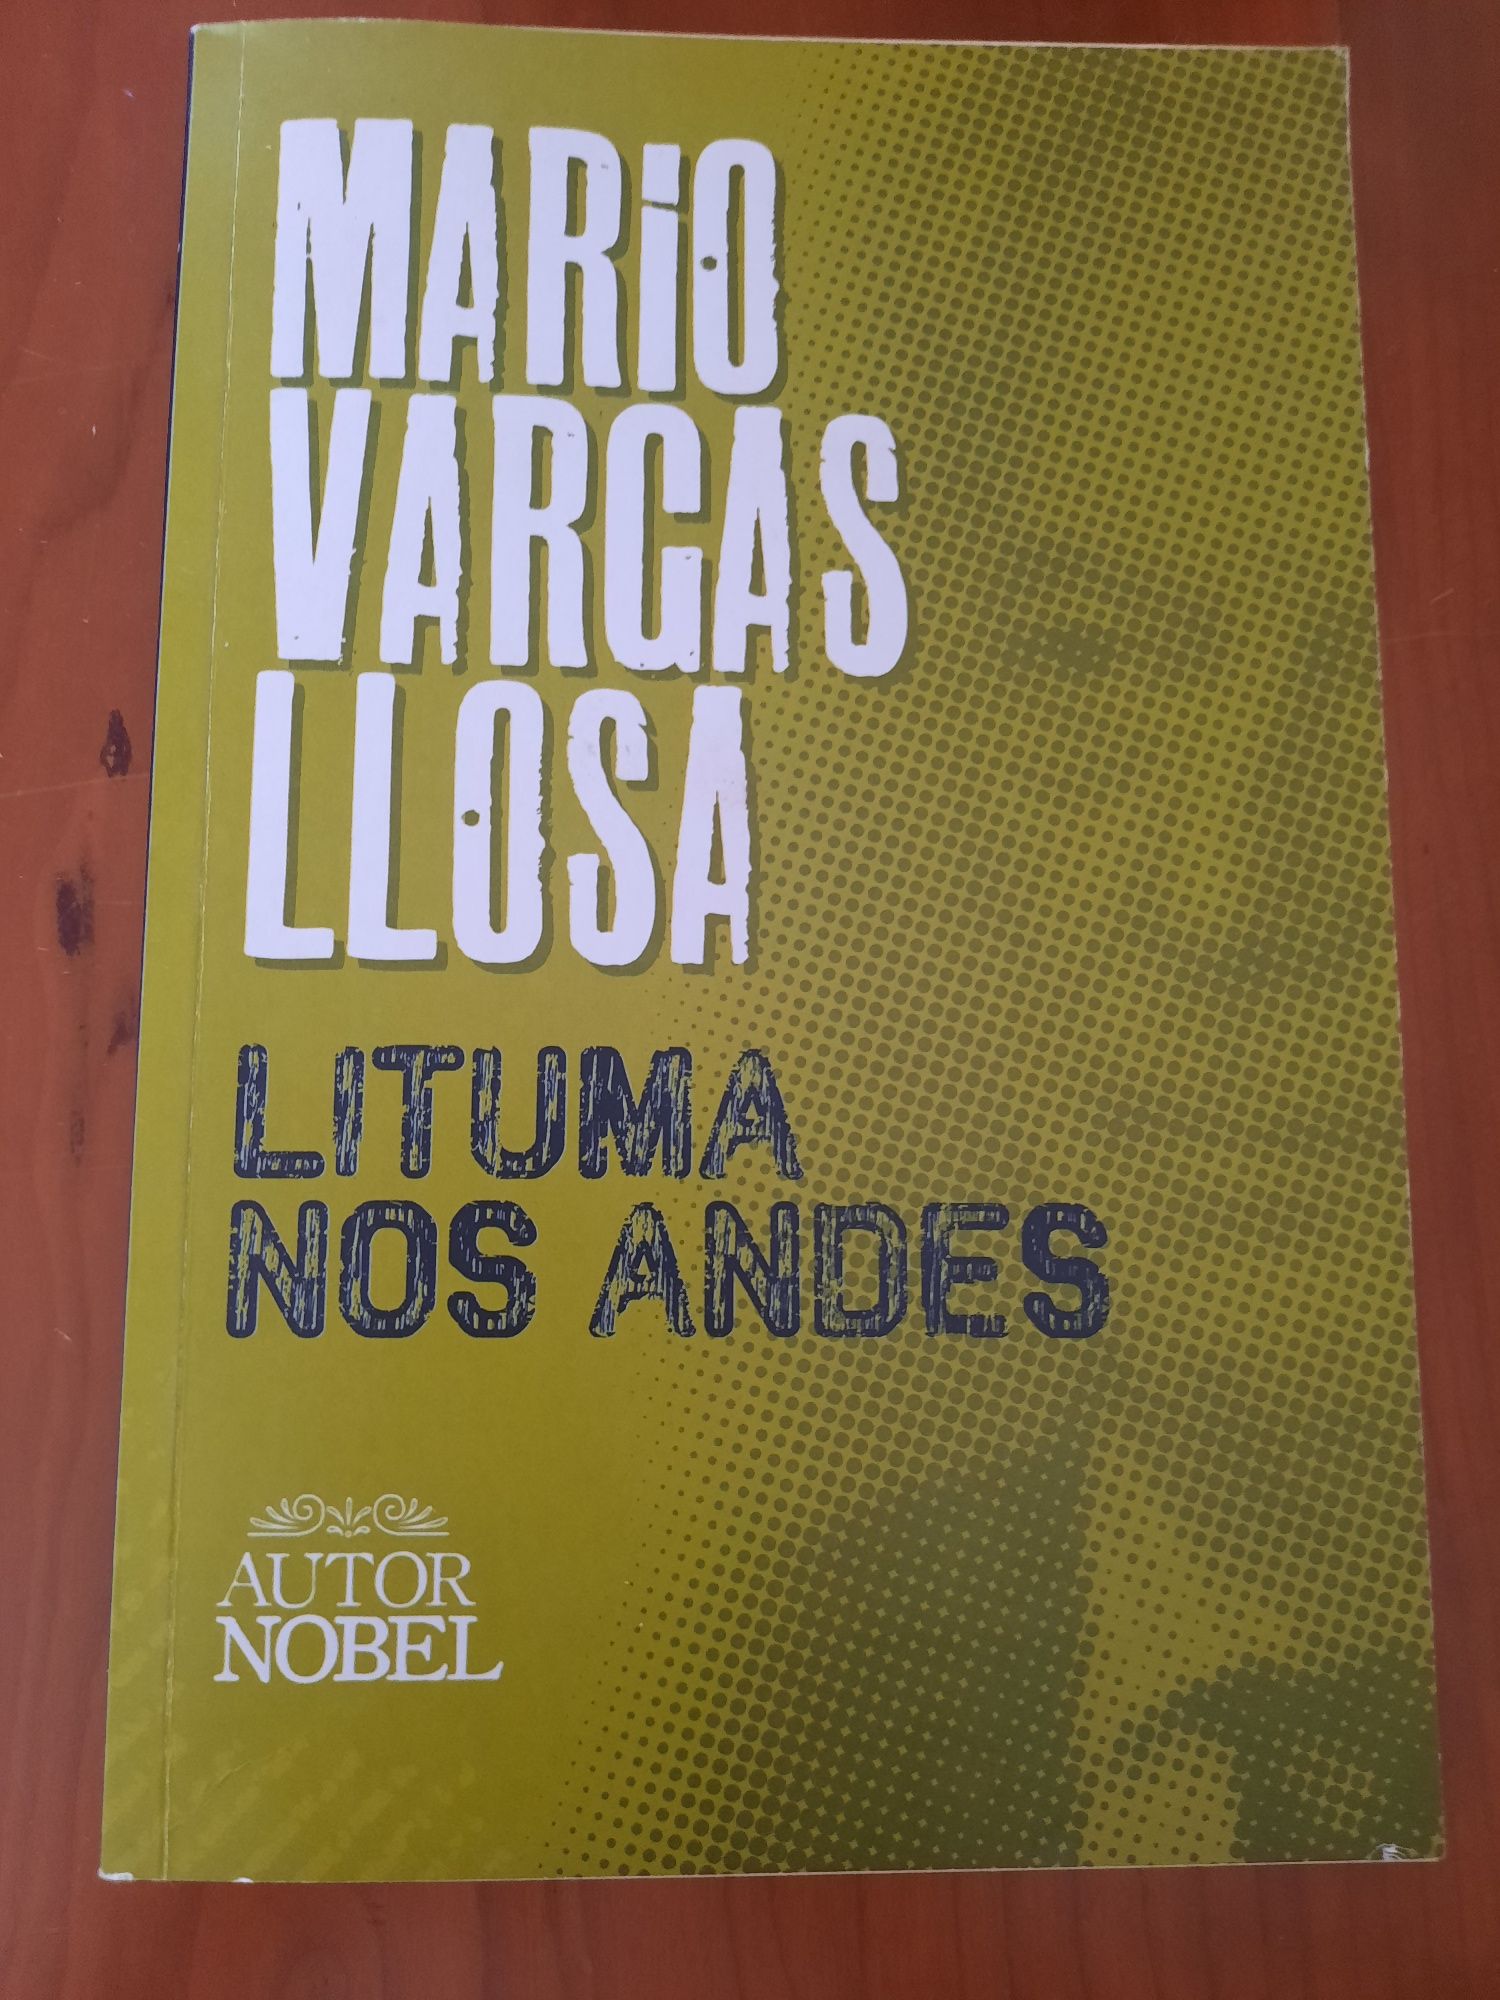 MARIO
VARGAS
LLOSA
LITUMA
NOS ANDES
AUTOR
NOBEL